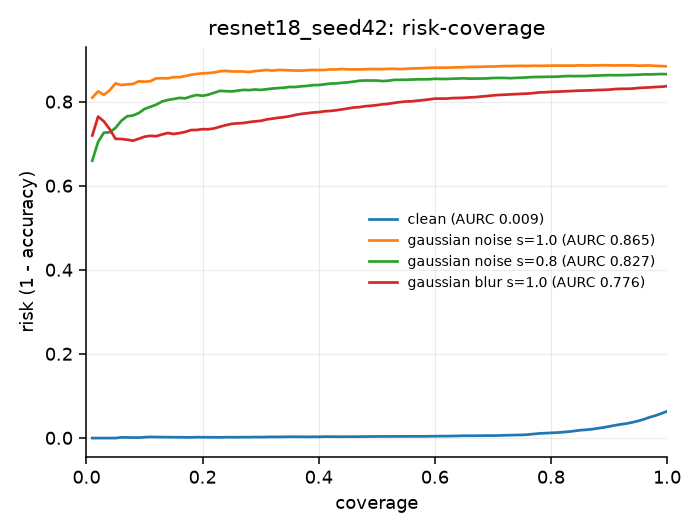 resnet18_seed42: risk-coverage
risk (1 - accuracy)
0.8
0.6
0.4
0.2
0.0
clean (AURC 0.009)
gaussian noise s=1.0 (AURC 0.865)
gaussian noise s=0.8 (AURC 0.827)
gaussian blur s=1.0 (AURC 0.776)
0.0 0.2 0.4 0.6 0.8 1.0
coverage